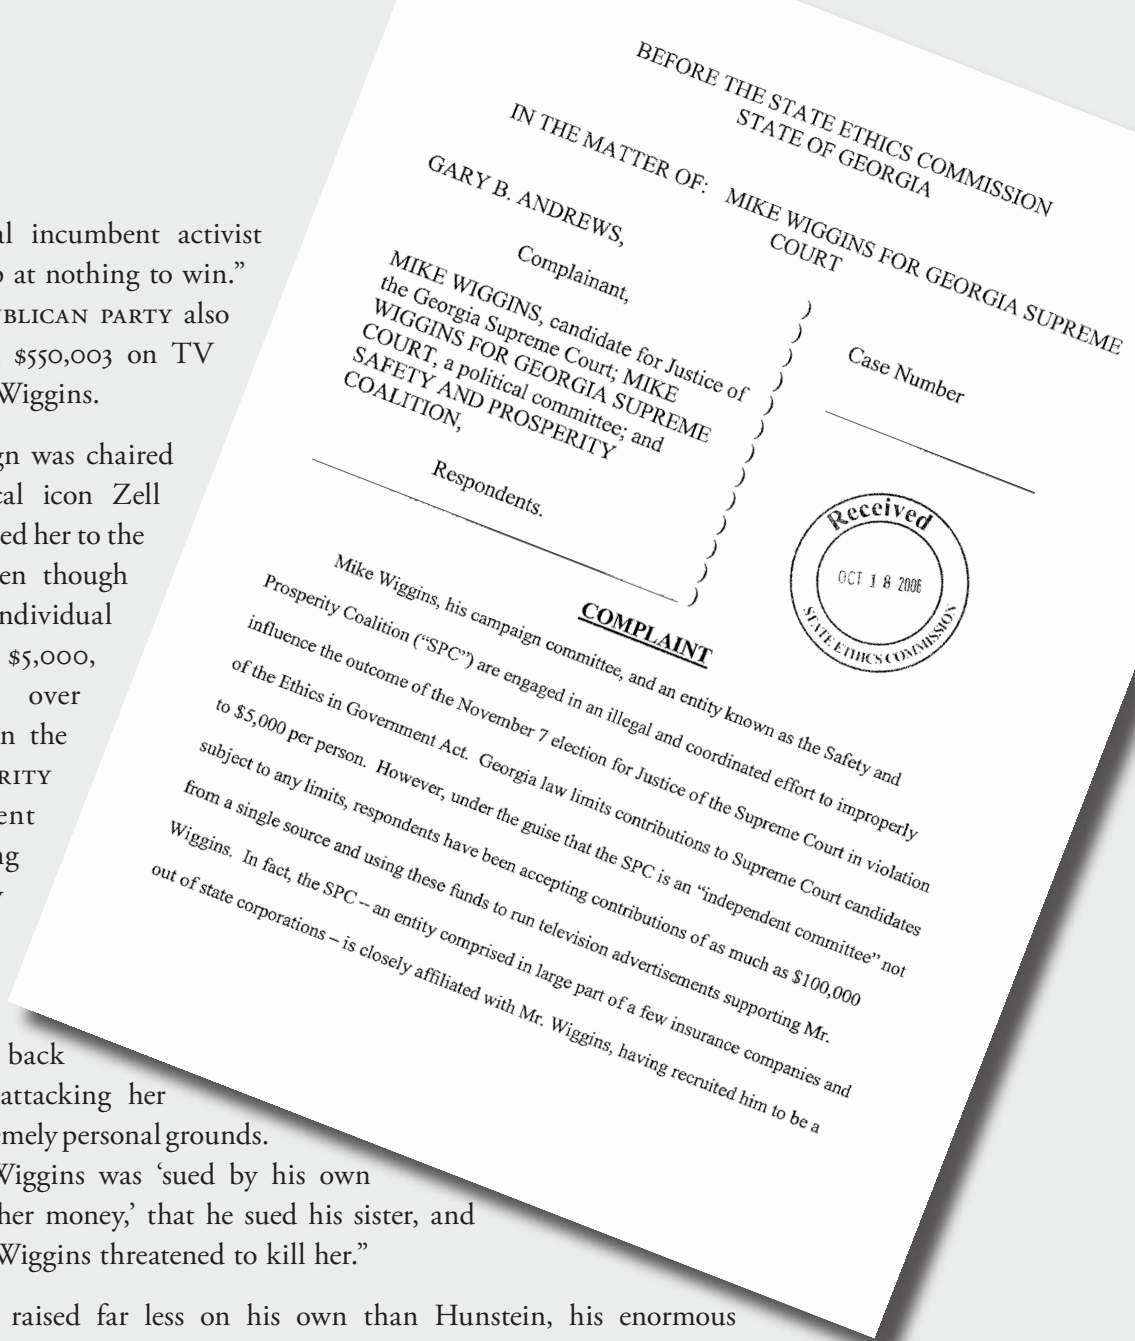 al incumbent activist
at nothing to win.”
PARTY also
$550,003 on TV
Wiggins.
was chaired
icon Zell
her to the
though
individual
$5,000,
over
the
back
attacking her
personal grounds.
Wiggins was ‘sued by his own
her money,’ that he sued his sister, and
Wiggins threatened to kill her.”
raised far less on his own than Hunstein, his enormous
BEFORE THE STATE ETHICS COMMISSION
STATE OF GEORGIA
IN THE MATTER OF: MIKE WIGGINS FOR GEORGIA SUPREME
COURT
GARY B. ANDREWS,
Complainant,
MIKE WIGGINS, candidate for Justice of
the Georgia Supreme Court; MIKE
WIGGINS FOR GEORGIA SUPREME
COURT, a political committee; and
SAFETY AND PROSPERITY
COALITION,
Respondents.
)
)
)
)
)
)
)
)
)
)
)
)
)
)
Case Number
Received
OCT 18 2006
STATE ETHICS COMMISSION
COMPLAINT
Mike Wiggins, his campaign committee, and an entity known as the Safety and
Prosperity Coalition (“SPC”) are engaged in an illegal and coordinated effort to improperly
influence the outcome of the November 7 election for Justice of the Supreme Court in violation
of the Ethics in Government Act. Georgia law limits contributions to Supreme Court candidates
to $5,000 per person. However, under the guise that the SPC is an “independent committee” not
subject to any limits, respondents have been accepting contributions of as much as $100,000
from a single source and using these funds to run television advertisements supporting Mr.
Wiggins. In fact, the SPC – an entity comprised in large part of a few insurance companies and
out of state corporations – is closely affiliated with Mr. Wiggins, having recruited him to be a